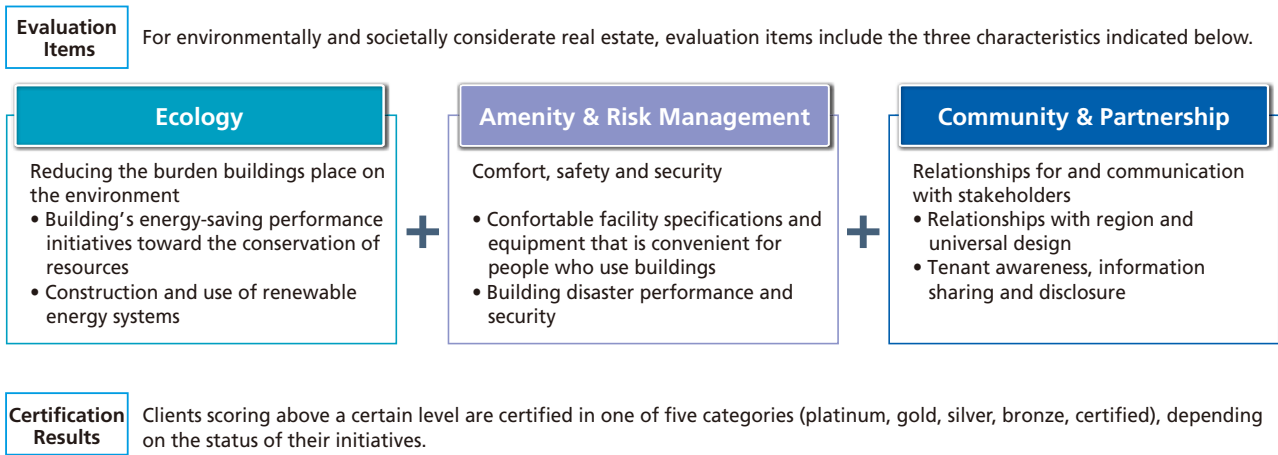 Evaluation
Items
For environmentally and societally considerate real estate, evaluation items include the three characteristics indicated below.
Ecology
Reducing the burden buildings place on
the environment
• Building's energy-saving performance
initiatives toward the conservation of
resources
• Construction and use of renewable
energy systems
+
Amenity & Risk Management
Comfort, safety and security
• Confortable facility specifications and
equipment that is convenient for
people who use buildings
• Building disaster performance and
security
+
Community & Partnership
Relationships for and communication
with stakeholders
• Relationships with region and
universal design
• Tenant awareness, information
sharing and disclosure
Certification
Results
Clients scoring above a certain level are certified in one of five categories (platinum, gold, silver, bronze, certified), depending
on the status of their initiatives.